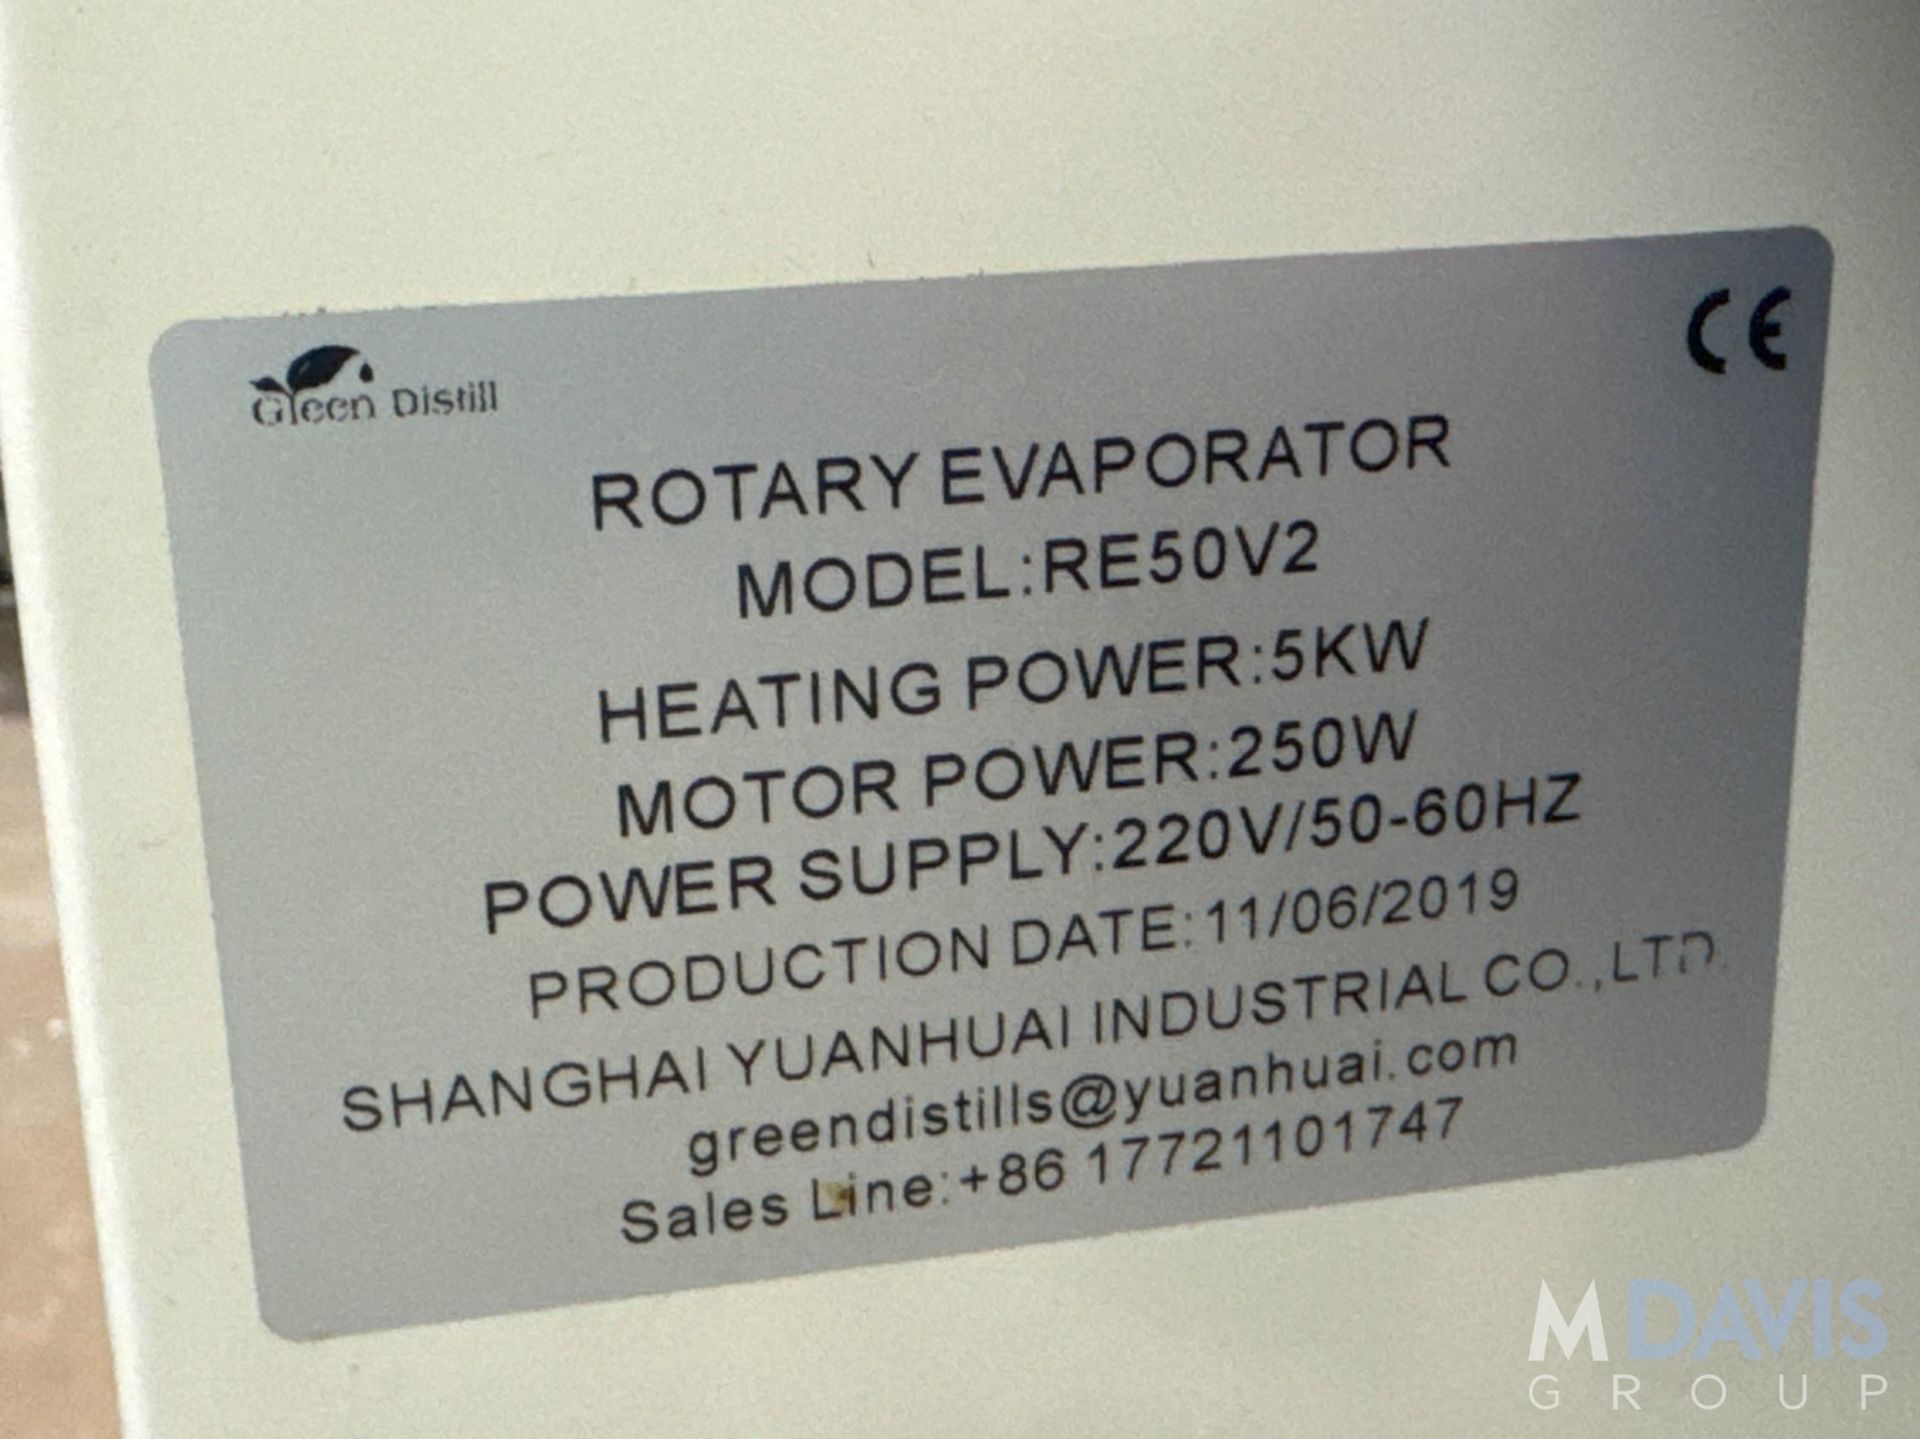 Green Distill
CE
ROTARY EVAPORATOR
MODEL:RE50V2
HEATING POWER:5KW
MOTOR POWER:250W
POWER SUPPLY:220V/50-60HZ
PRODUCTION DATE:11/06/2019
SHANGHAI YUANHUAI INDUSTRIAL CO.,LTD.
greendistills@yuanhuai.com
Sales Line:+86 17721101747
MDAVIS
GROUP